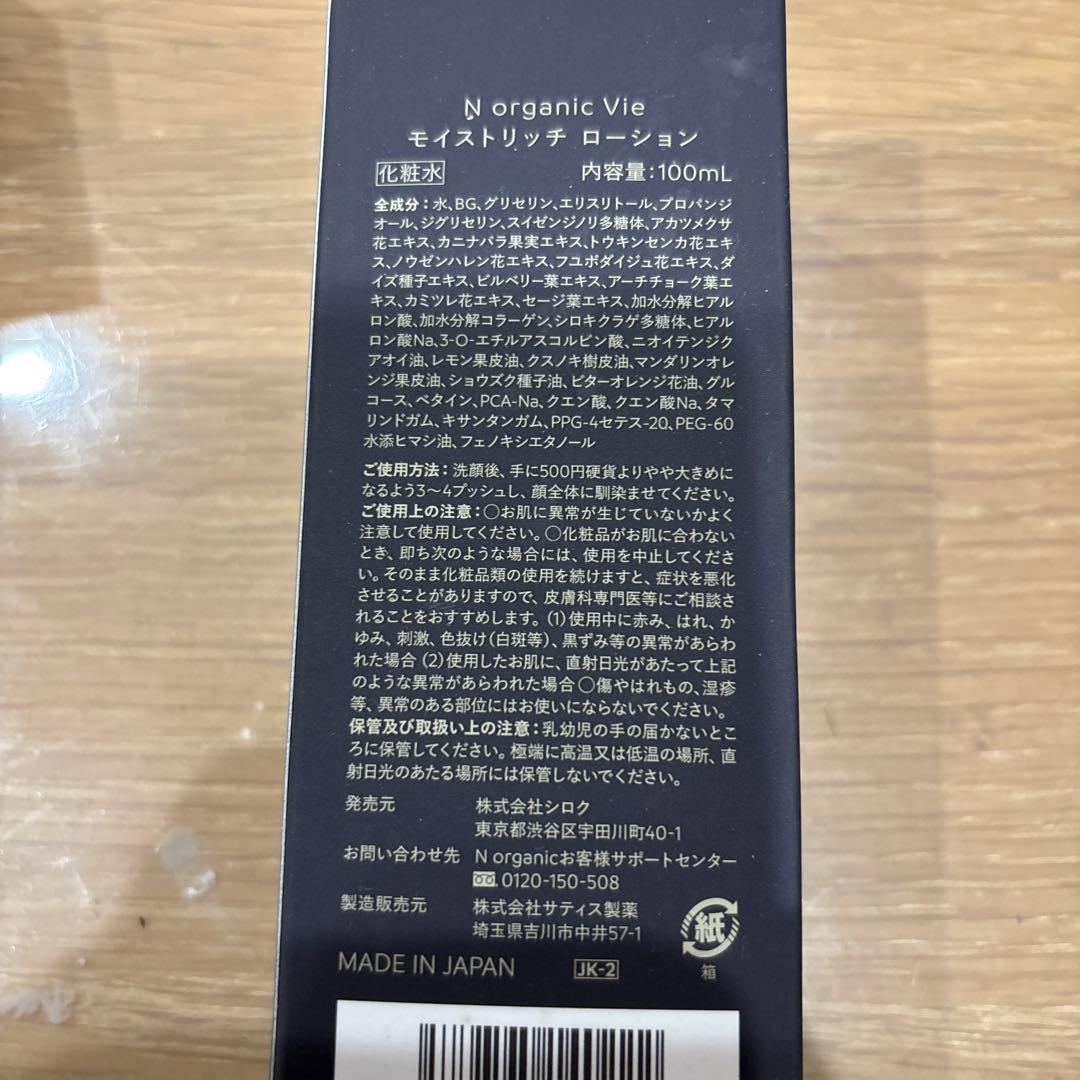 N organic Vie
モイストリッチ ローション
化粧水 内容量:100mL
全成分:水、BG、グリセリン、エリスリトール、プロパンジ
オール、ジグリセリン、スイゼンジノリ多糖体、アカツメクサ
花エキス、カニナバラ果実エキス、トウキンセンカ花エキ
ス、ノウゼンハレン花エキス、フユボダイジュ花エキス、ダ
イズ種子エキス、ビルベリー葉エキス、アーチチョーク葉エ
キス、カミツレ花エキス、セージ葉エキス、加水分解ヒアル
ロン酸、加水分解コラーゲン、シロキクラゲ多糖体、ヒアル
ロン酸Na、3-O-エチルアスコルビン酸、ニオイテンジク
アオイ油、レモン果皮油、クスノキ樹皮油、マンダリンオレ
ンジ果皮油、ショウズク種子油、ビターオレンジ花油、グル
コース、ベタイン、PCA-Na、クエン酸、クエン酸Na、タマ
リンドガム、キサンタンガム、PPG-4セテス-20、PEG-60
水添ヒマシ油、フェノキシエタノール
ご使用方法:洗顔後、手に500円硬貨よりやや大きめに
なるよう3～4プッシュし、顔全体に馴染ませてください。
ご使用上の注意:○お肌に異常が生じていないかよく
注意して使用してください。○化粧品がお肌に合わない
とき、即ち次のような場合には、使用を中止してくださ
い。そのまま化粧品類の使用を続けますと、症状を悪化
させることがありますので、皮膚科専門医等にご相談さ
れることをおすすめします。(1)使用中に赤み、はれ、か
ゆみ、刺激、色抜け(白斑等)、黒ずみ等の異常があらわ
れた場合 (2)使用したお肌に、直射日光があたって上記
のような異常があらわれた場合 ○傷やはれもの、湿疹
等、異常のある部位にはお使いにならないでください。
保管及び取扱い上の注意:乳幼児の手の届かないとこ
ろに保管してください。極端に高温又は低温の場所、直
射日光のあたる場所には保管しないでください。
発売元 株式会社シロク
東京都渋谷区宇田川町40-1
お問い合わせ先 N organicお客様サポートセンター
0120-150-508
製造販売元 株式会社サティス製薬
埼玉県吉川市中井57-1
紙
箱
MADE IN JAPAN JK-2